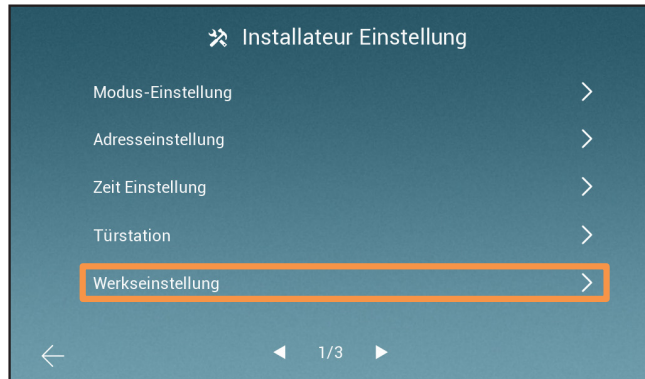 Installateur Einstellung
Modus-Einstellung
Adresseinstellung
Zeit Einstellung
Türstation
Werkseinstellung
1/3